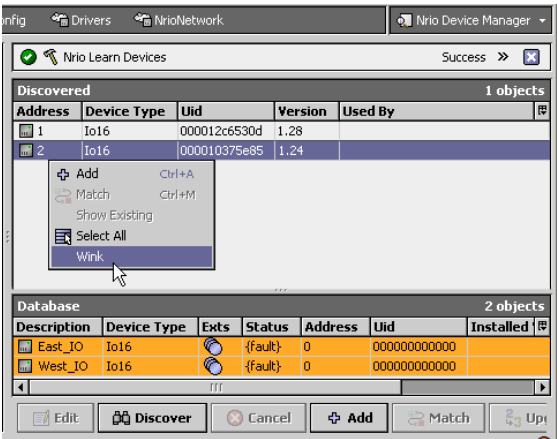 onfig Drivers NrioNetwork Nrio Device Manager
Nrio Learn Devices Success »
Discovered 1 objects
Address Device Type Uid Version Used By
1 Io16 000012c6530d 1.28
2 Io16 000010375e85 1.24
Add Ctrl+A
Match Ctrl+M
Show Existing
Select All
Wink
Database 2 objects
Description Device Type Exts Status Address Uid Installed
East_IO Io16 {fault} 0 000000000000
West_IO Io16 {fault} 0 000000000000
Edit Discover Cancel Add Match Up